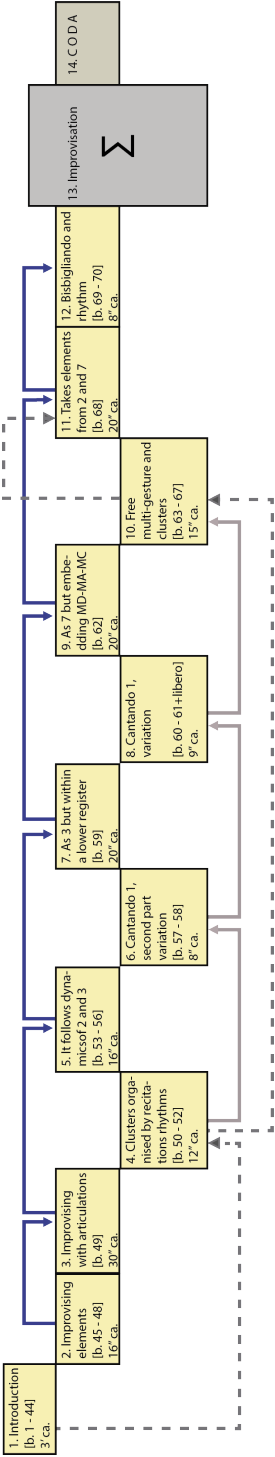 1. Introduction
[b. 1 - 44]
3' ca.
2. Improvising
elements
[b. 45 - 48]
16" ca.
3. Improvising
with articulations
[b. 49]
30" ca.
4. Clusters orga-
nised by recita-
tions rhythms
[b. 50 - 52]
12" ca.
5. It follows dyna-
micsof 2 and 3
[b. 53 - 56]
16" ca.
6. Cantando 1,
second part
variation
[b. 57 - 58]
8" ca.
7. As 3 but within
a lower register
[b. 59]
20" ca.
8. Cantando 1,
variation
[b. 60 - 61+libero]
9" ca.
9. As 7 but embe-
dding MD-MA-MC
[b. 62]
20" ca.
10. Free
multi-gesture and
clusters
[b. 63 - 67]
15" ca.
11. Takes elements
from 2 and 7
[b. 68]
20" ca.
12. Bisbigliando and
rhythm
[b. 69 - 70]
8" ca.
13. Improvisation
Σ
14. C O D A